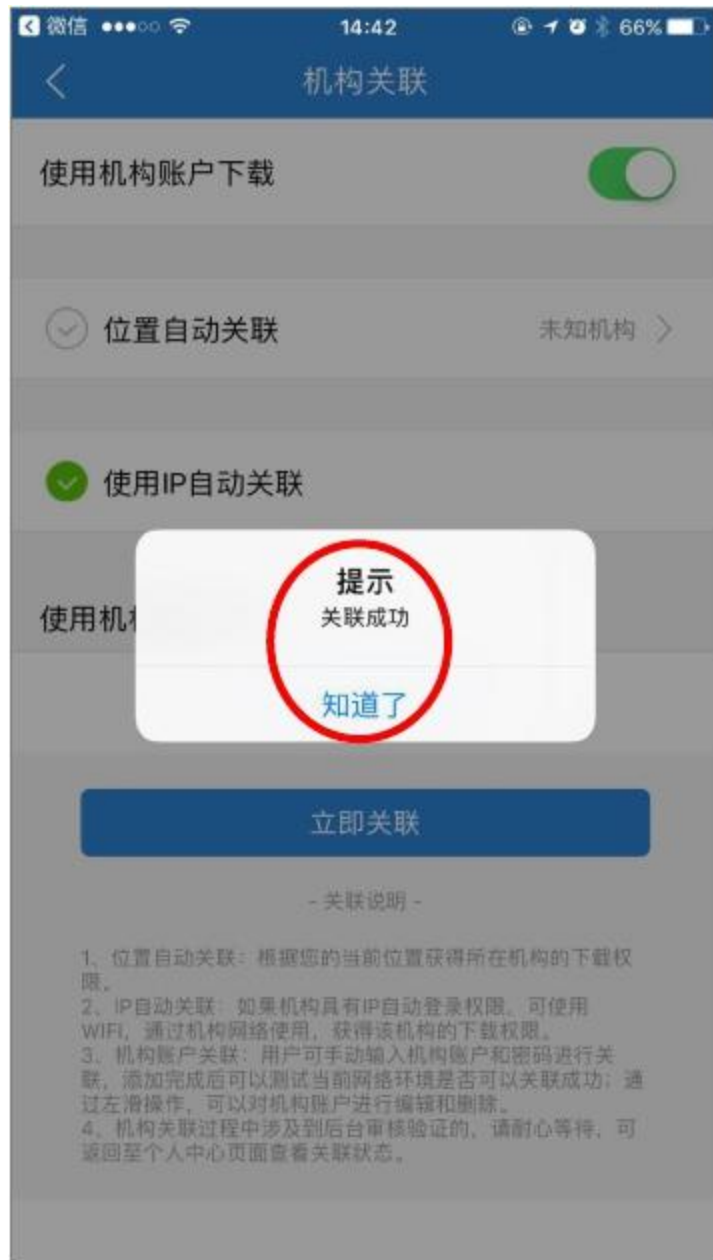 微信 14:42 66%
机构关联
使用机构账户下载
位置自动关联 未知机构
使用IP自动关联
提示
使用机
关联成功
知道了
立即关联
- 关联说明 -
1、位置自动关联：根据您的当前位置获得所在机构的下载权
限。
2、IP自动关联：如果机构具有IP自动登录权限，可使用
WIFI，通过机构网络使用，获得该机构的下载权限。
3、机构账户关联：用户可手动输入机构账户和密码进行关
联，添加完成后可以测试当前网络环境是否可以关联成功；通
过左滑操作，可以对机构账户进行编辑和删除。
4、机构关联过程中涉及到后台审核验证的，请耐心等待，可
返回至个人中心页面查看关联状态。